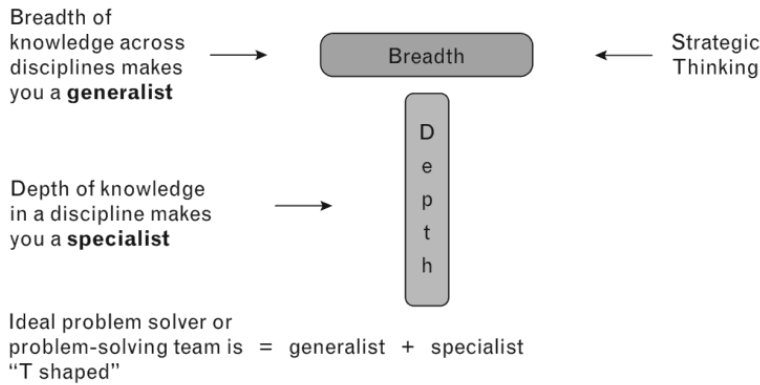 Breadth of
knowledge across
disciplines makes
you a generalist
Breadth
Strategic
Thinking
Depth of knowledge
in a discipline makes
you a specialist
D
e
p
t
h
Ideal problem solver or
problem-solving team is = generalist + specialist
“T shaped”